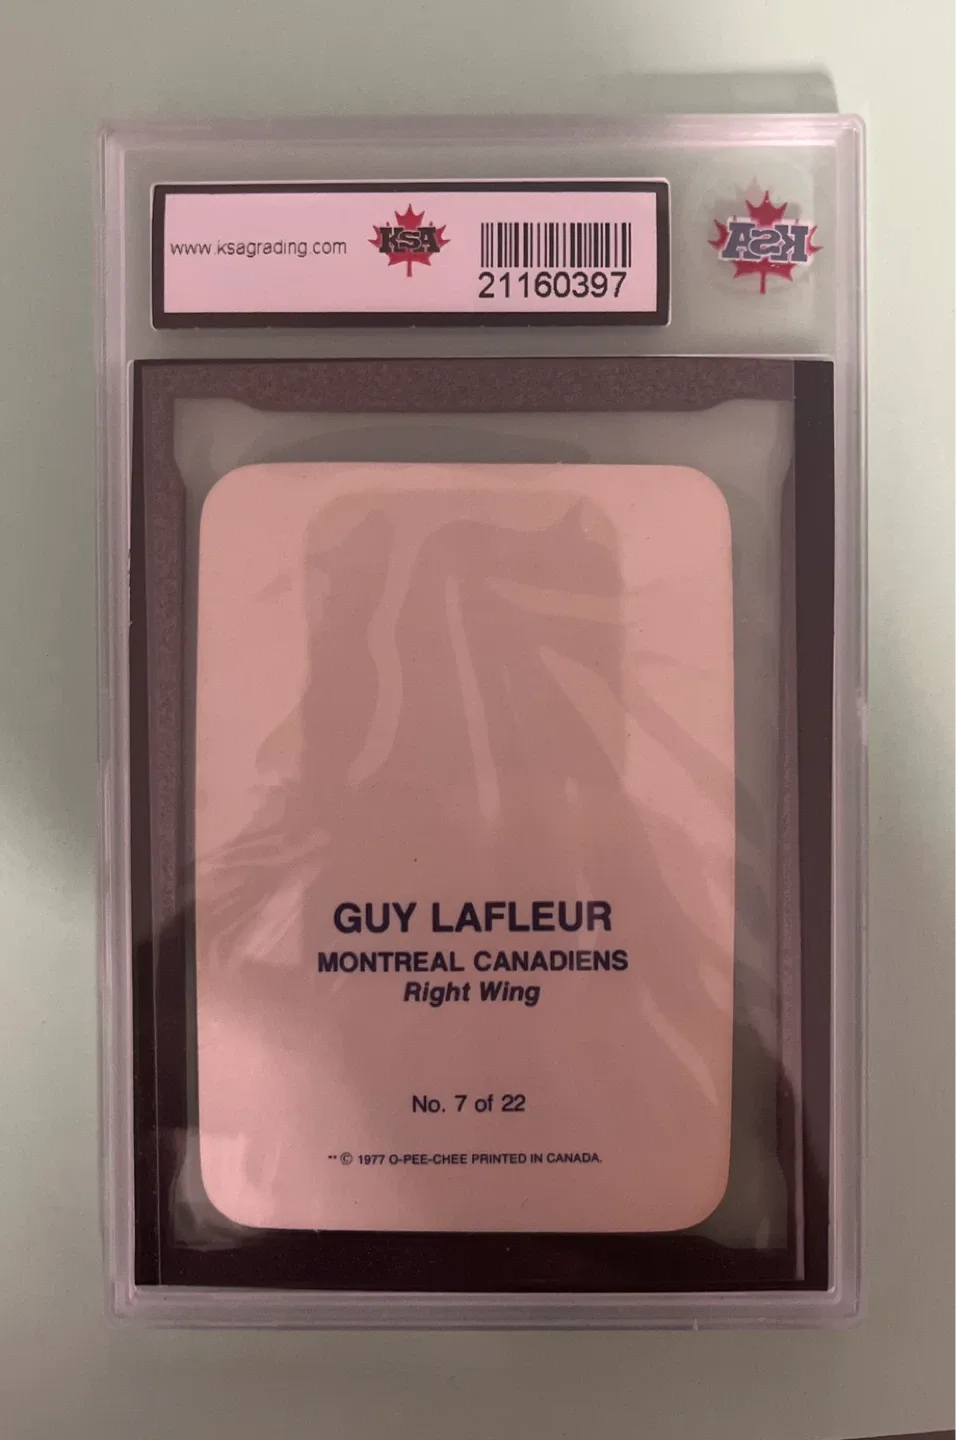 www.ksagrading.com
KSA
21160397
KSA
GUY LAFLEUR
MONTREAL CANADIENS
Right Wing
No. 7 of 22
** © 1977 O-PEE-CHEE PRINTED IN CANADA.